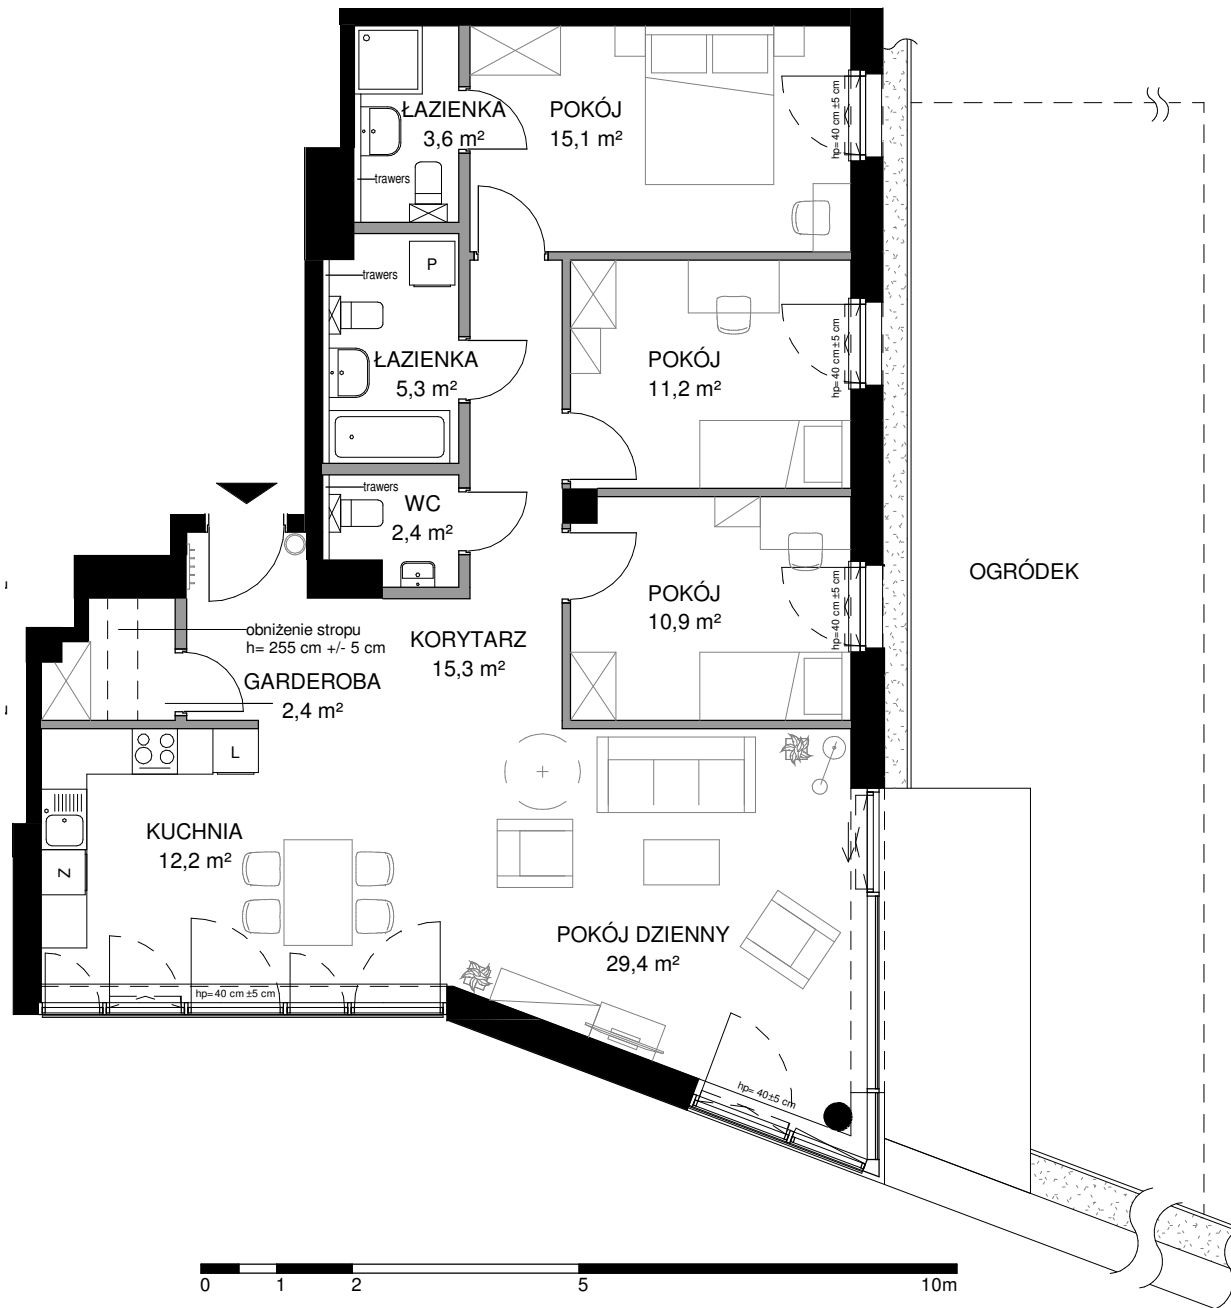 ŁAZIENKA
3,6 m²
POKÓJ
15,1 m²
hp= 40 cm ±5 cm
trawers
trawers
P
ŁAZIENKA
5,3 m²
POKÓJ
11,2 m²
hp= 40 cm ±5 cm
trawers
WC
2,4 m²
POKÓJ
10,9 m²
hp= 40 cm ±5 cm
OGRÓDEK
obniżenie stropu
h= 255 cm +/- 5 cm
KORYTARZ
15,3 m²
GARDEROBA
2,4 m²
L
KUCHNIA
12,2 m²
Z
POKÓJ DZIENNY
29,4 m²
hp= 40 cm ±5 cm
hp= 40±5 cm
0 1 2 5 10m